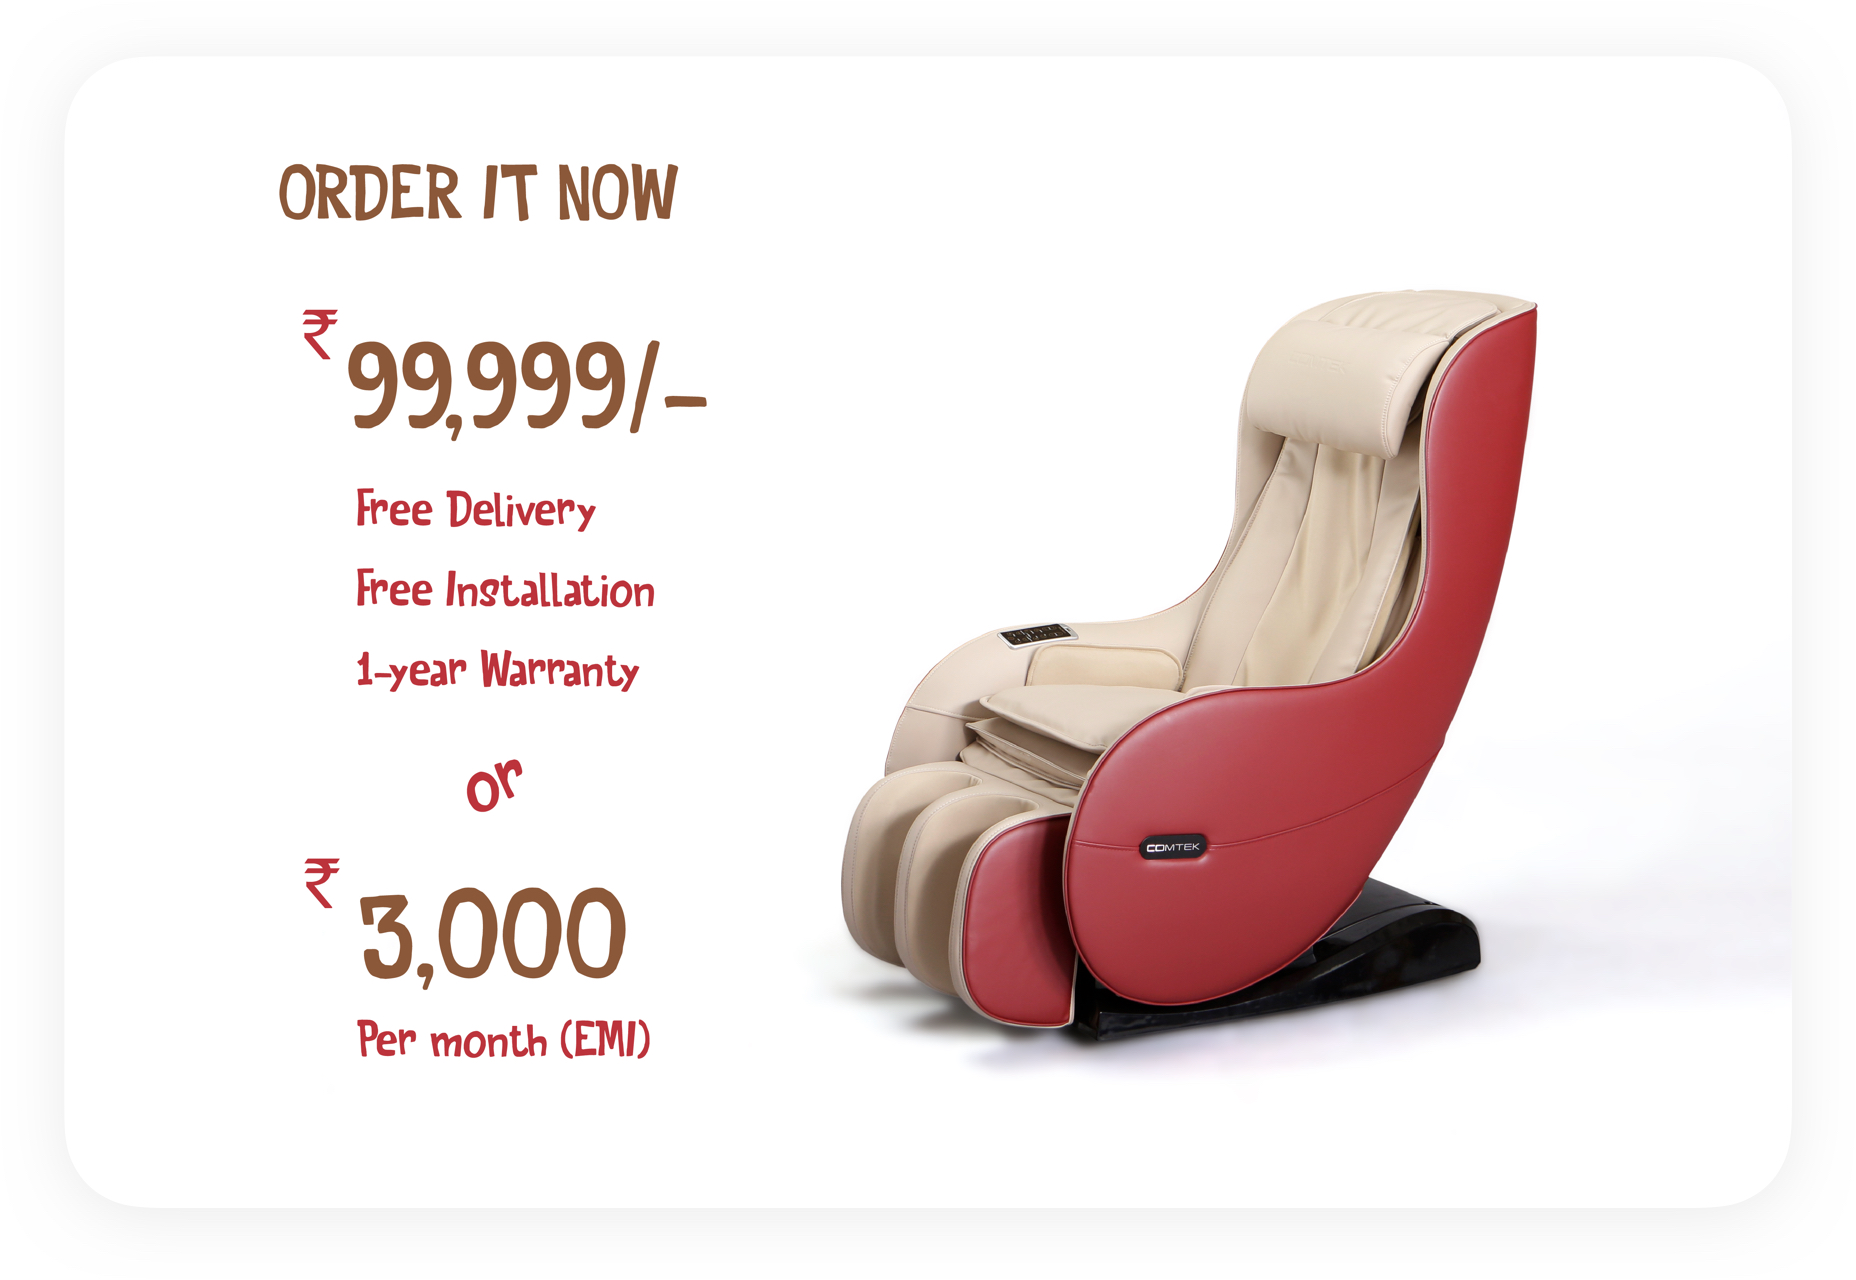 ORDER IT NOW
₹ 99,999/-
Free Delivery
Free Installation
1-year Warranty
or
₹ 3,000
Per month (EMI)
COMTEK